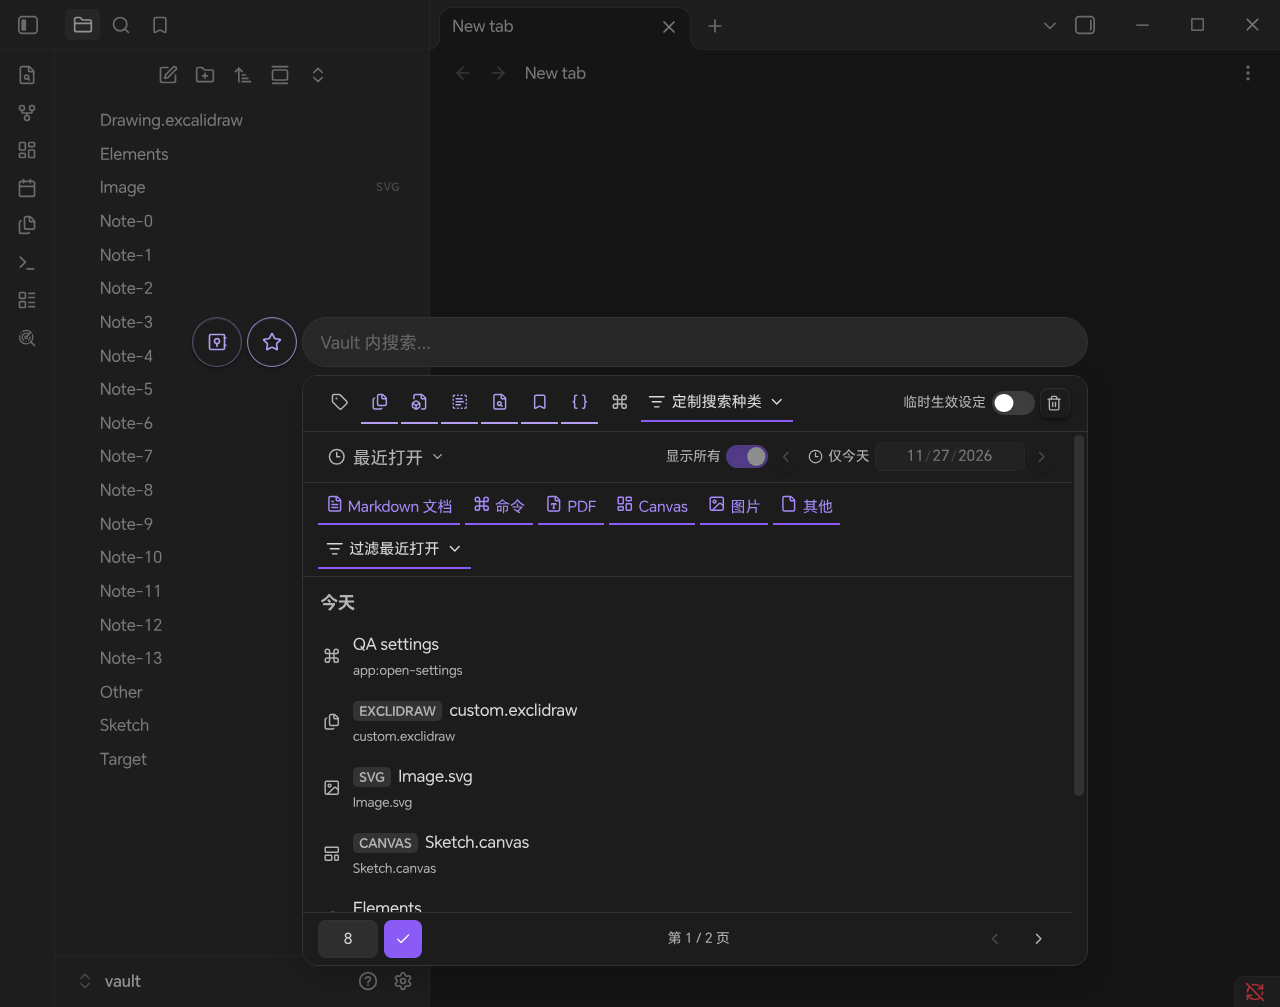 New tab
New tab
Drawing.excalidraw
Elements
Image SVG
Note-0
Note-1
Note-2
Note-3
Note-4
Note-5
Note-6
Note-7
Note-8
Note-9
Note-10
Note-11
Note-12
Note-13
Other
Sketch
Target
vault
Vault 内搜索...
定制搜索种类 临时生效设定
最近打开 显示所有 仅今天 11/27/2026
Markdown 文档 命令 PDF Canvas 图片 其他
过滤最近打开
今天
QA settings
app:open-settings
EXCLIDRAW custom.exclidraw
custom.exclidraw
SVG Image.svg
Image.svg
CANVAS Sketch.canvas
Sketch.canvas
Elements
8 第 1 / 2 页